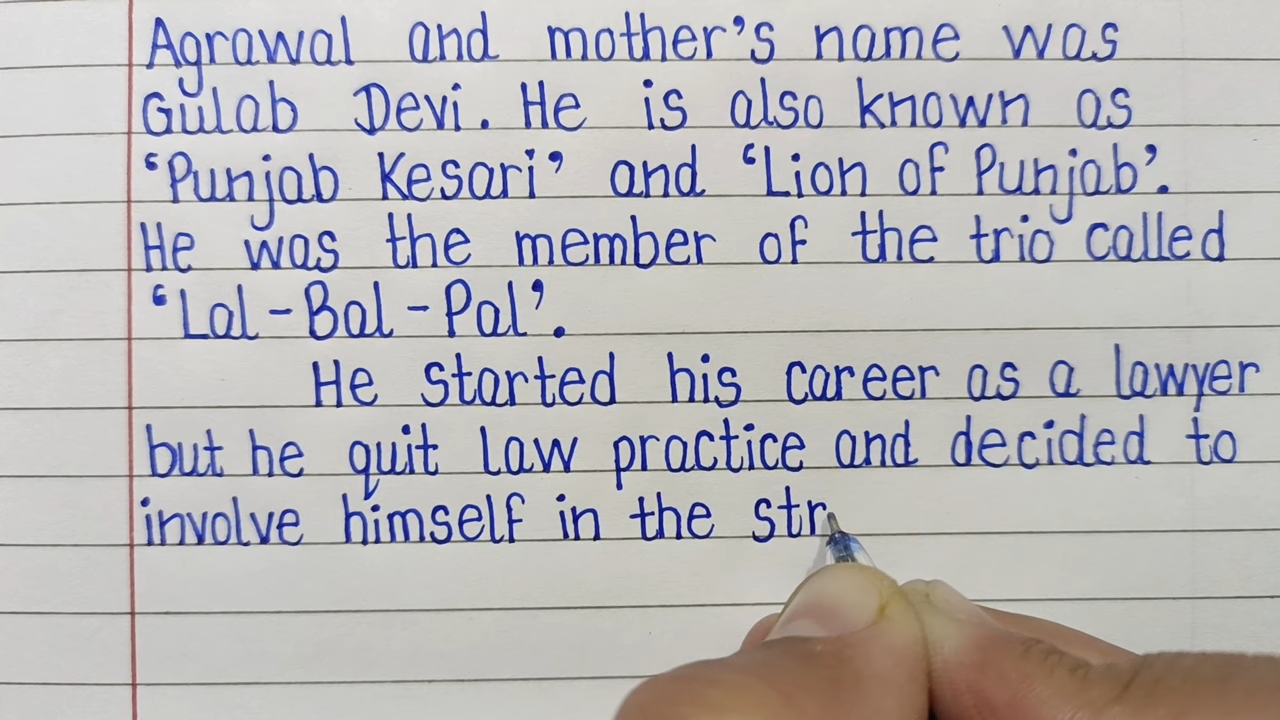 Agrawal and mother's name was
Gulab Devi. He is also known as
'Punjab Kesari' and 'Lion of Punjab'.
He was the member of the trio called
'Lal-Bal-Pal'.
He started his career as a lawyer
but he quit law practice and decided to
involve himself in the str